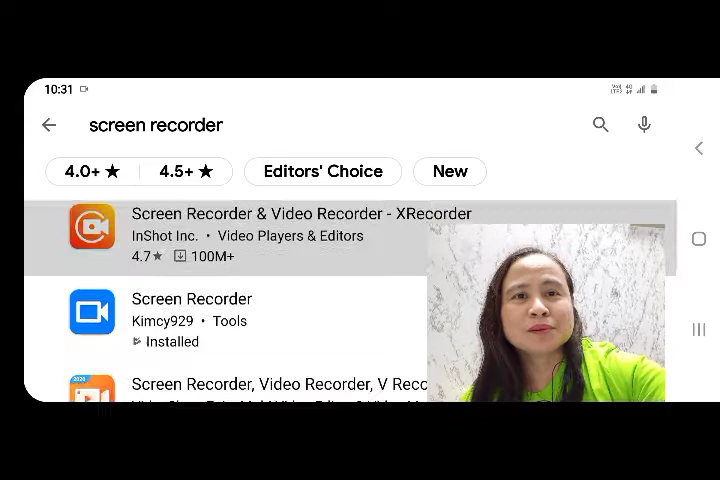 10:31
screen recorder
4.0+ ★ 4.5+ ★ Editors' Choice New
Screen Recorder & Video Recorder - XRecorder
InShot Inc. • Video Players & Editors
4.7★ 100M+
Screen Recorder
Kimcy929 • Tools
Installed
Screen Recorder, Video Recorder, V Reco